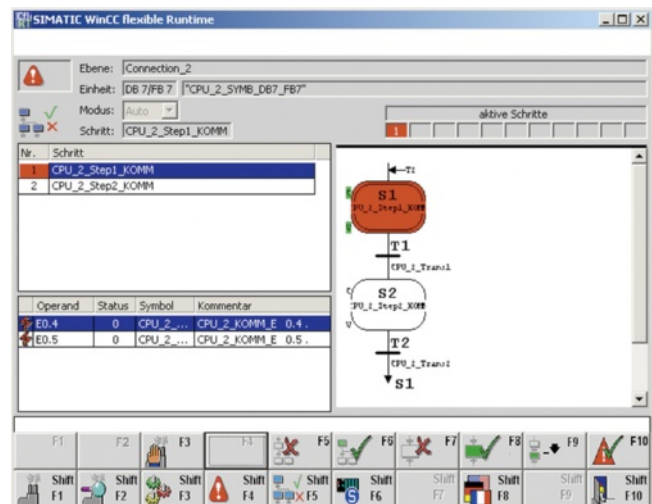 SIMATIC WinCC flexible Runtime
Ebene: Connection_2
Einheit: DB 7/FB 7 "CPU_2_SYMB_DB7_FB7"
Modus: Auto
aktive Schritte
Schritt: CPU_2_Step1_KOMM
1
Nr. Schritt
1 CPU_2_Step1_KOMM
2 CPU_2_Step2_KOMM
S1
T1
S2
T2
S1
Operand Status Symbol Kommentar
E0.4 0 CPU_2_... CPU_2_KOMM_E 0.4 .
E0.5 0 CPU_2_... CPU_2_KOMM_E 0.5 .
F1 F2 F3 F4 F5 F6 F7 F8 F9 F10
Shift F1 Shift F2 Shift F3 Shift F4 Shift F5 Shift F6 Shift F7 Shift F8 Shift F9 Shift F10